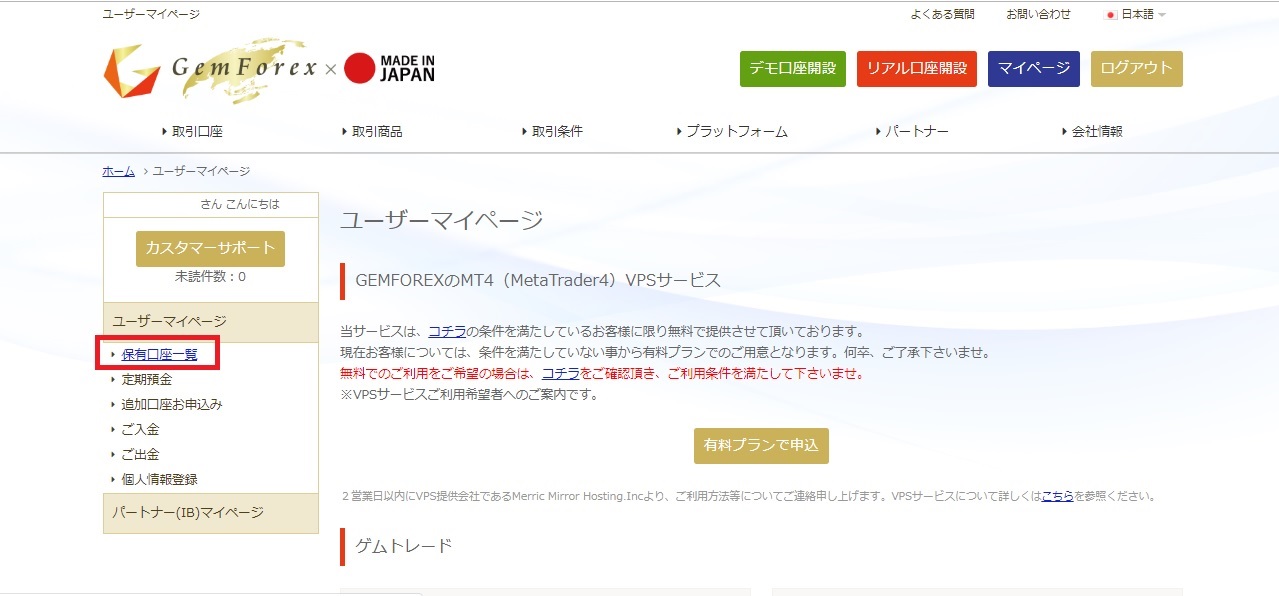 ユーザーマイページ
よくある質問 お問い合わせ 日本語
GemForex × MADE IN JAPAN
デモ口座開設 リアル口座開設 マイページ ログアウト
取引口座 取引商品 取引条件 プラットフォーム パートナー 会社情報
ホーム › ユーザーマイページ
さん こんにちは
カスタマーサポート
未読件数：0
ユーザーマイページ
保有口座一覧
定期預金
追加口座お申込み
ご入金
ご出金
個人情報登録
パートナー(IB)マイページ
ユーザーマイページ
GEMFOREXのMT4（MetaTrader4）VPSサービス
当サービスは、コチラの条件を満たしているお客様に限り無料で提供させて頂いております。
現在お客様については、条件を満たしていない事から有料プランでのご用意となります。何卒、ご了承下さいませ。
無料でのご利用をご希望の場合は、コチラをご確認頂き、ご利用条件を満たして下さいませ。
※VPSサービスご利用希望者へのご案内です。
有料プランで申込
２営業日以内にVPS提供会社であるMerric Mirror Hosting.Incより、ご利用方法等についてご連絡申し上げます。VPSサービスについて詳しくはこちらを参照ください。
ゲムトレード